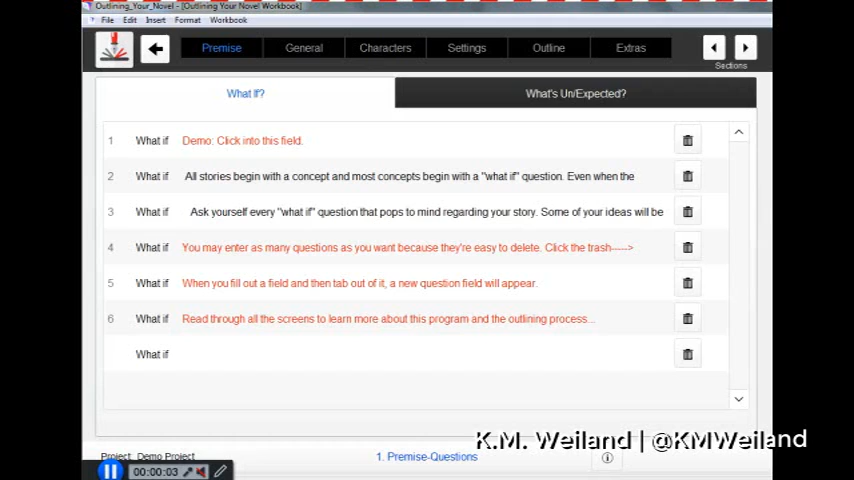 Outlining_Your_Novel - [Outlining Your Novel Workbook]
File Edit Insert Format Workbook
Premise General Characters Settings Outline Extras
Sections
What If? What's Un/Expected?
1 What if Demo: Click into this field.
2 What if All stories begin with a concept and most concepts begin with a "what if" question. Even when the
3 What if Ask yourself every "what if" question that pops to mind regarding your story. Some of your ideas will be
4 What if You may enter as many questions as you want because they're easy to delete. Click the trash----->
5 What if When you fill out a field and then tab out of it, a new question field will appear.
6 What if Read through all the screens to learn more about this program and the outlining process...
What if
K.M. Weiland | @KMWeiland
Project: Demo Project 1. Premise-Questions
00:00:03